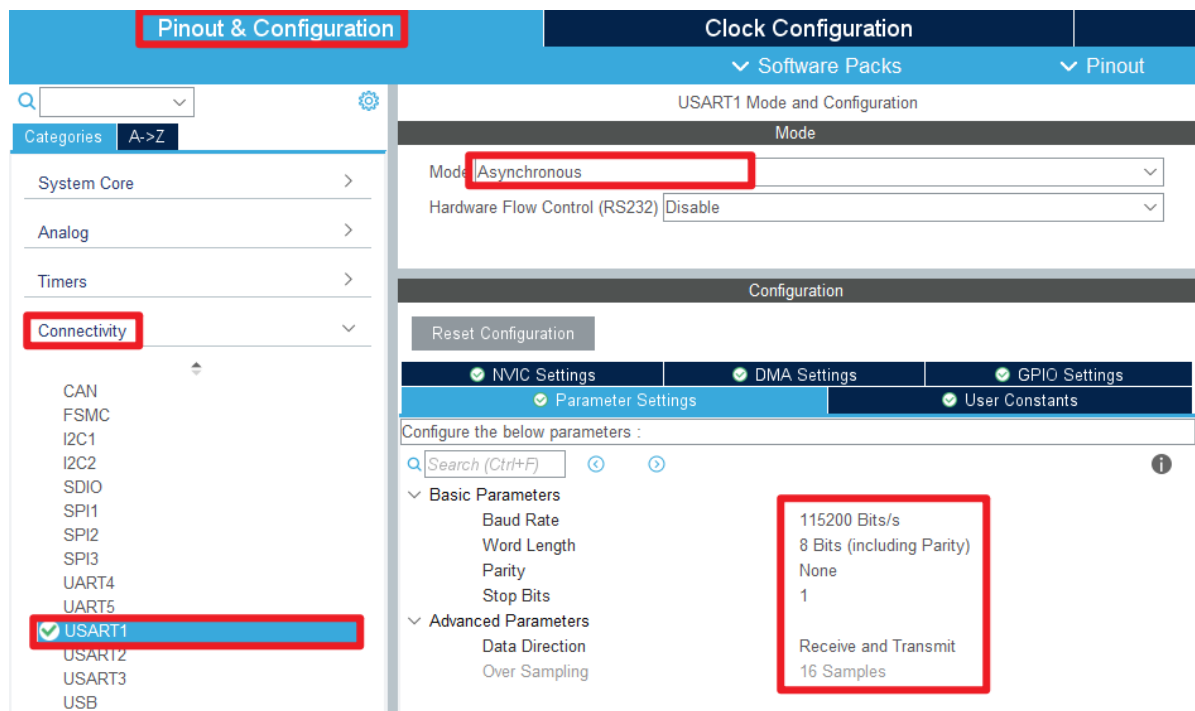 Pinout & Configuration
Clock Configuration
Software Packs
Pinout
Categories
A->Z
System Core
Analog
Timers
Connectivity
CAN
FSMC
I2C1
I2C2
SDIO
SPI1
SPI2
SPI3
UART4
UART5
USART1
USART2
USART3
USB
USART1 Mode and Configuration
Mode
Mode Asynchronous
Hardware Flow Control (RS232) Disable
Configuration
Reset Configuration
NVIC Settings
DMA Settings
GPIO Settings
Parameter Settings
User Constants
Configure the below parameters :
Search (Ctrl+F)
Basic Parameters
Baud Rate 115200 Bits/s
Word Length 8 Bits (including Parity)
Parity None
Stop Bits 1
Advanced Parameters
Data Direction Receive and Transmit
Over Sampling 16 Samples